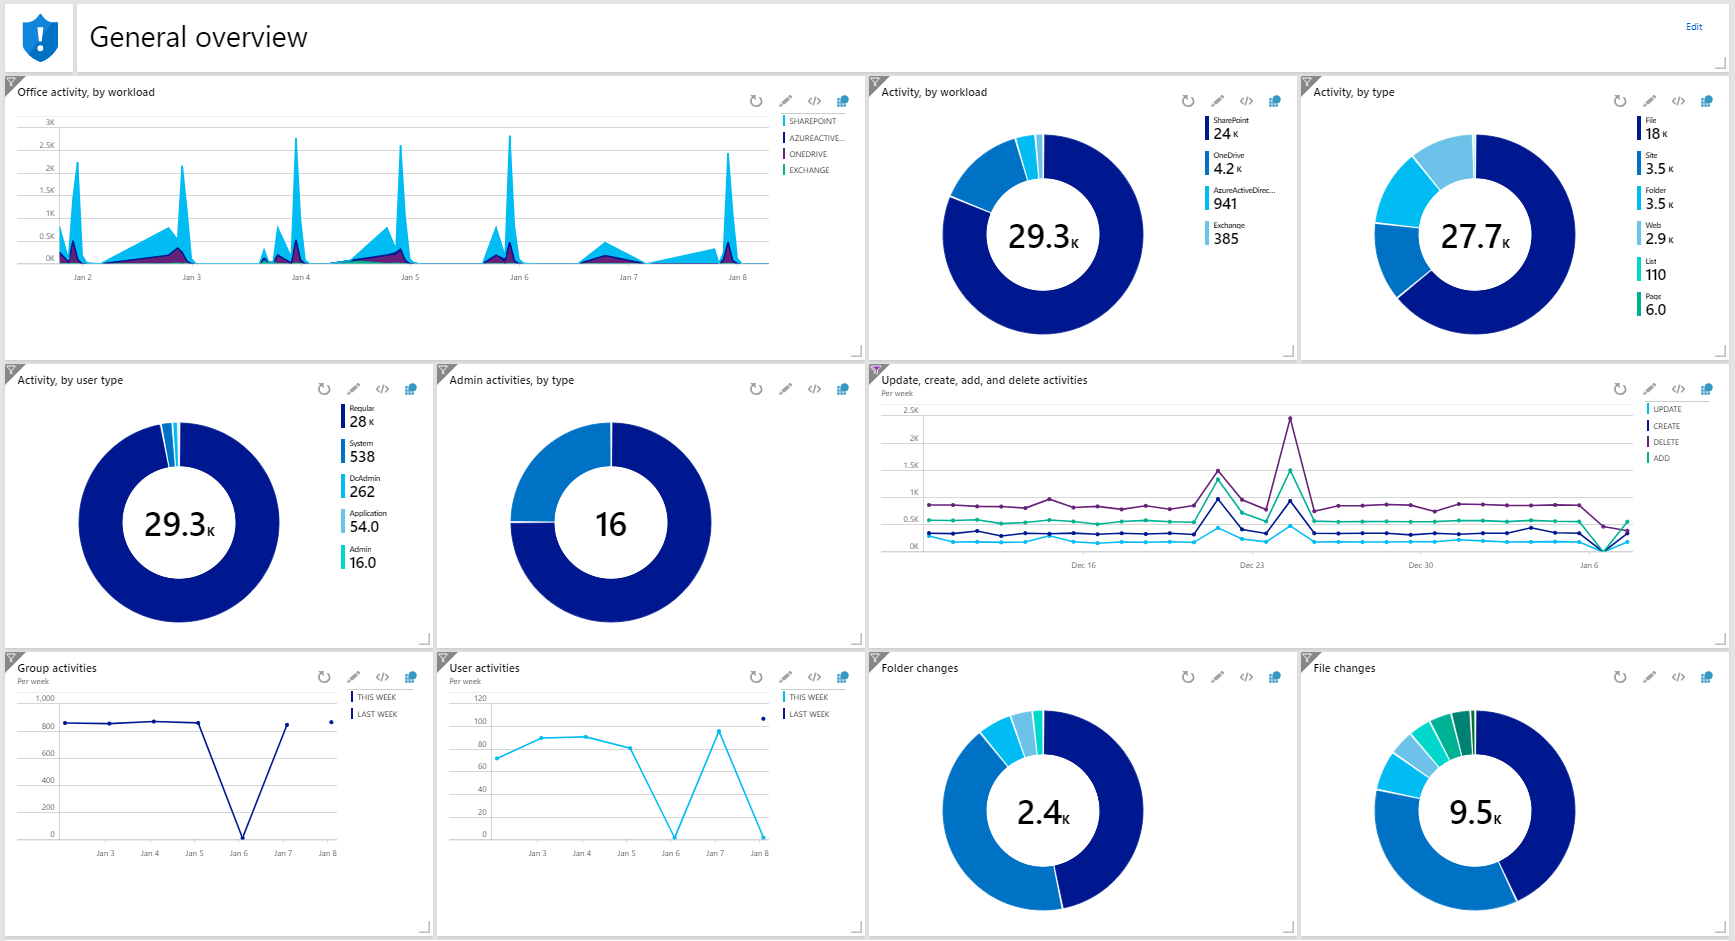 General overview
Edit
Office activity, by workload
</>
3K
2.5K
2K
1.5K
1K
0.5K
0K
Jan 2
Jan 3
Jan 4
Jan 5
Jan 6
Jan 7
Jan 8
SHAREPOINT
AZUREACTIVE...
ONEDRIVE
EXCHANGE
Activity, by workload
</>
29.3K
SharePoint
24 K
OneDrive
4.2 K
AzureActiveDirec...
941
Exchange
385
Activity, by type
</>
27.7K
File
18 K
Site
3.5 K
Folder
3.5 K
Web
2.9 K
List
110
Page
6.0
Activity, by user type
</>
29.3K
Regular
28 K
System
538
DcAdmin
262
Application
54.0
Admin
16.0
Admin activities, by type
</>
16
Update, create, add, and delete activities
Per week
</>
2.5K
2K
1.5K
1K
0.5K
0K
Dec 16
Dec 23
Dec 30
Jan 6
UPDATE
CREATE
DELETE
ADD
Group activities
Per week
</>
1,000
800
600
400
200
0
Jan 3
Jan 4
Jan 5
Jan 6
Jan 7
Jan 8
THIS WEEK
LAST WEEK
User activities
Per week
</>
120
100
80
60
40
20
0
Jan 3
Jan 4
Jan 5
Jan 6
Jan 7
Jan 8
THIS WEEK
LAST WEEK
Folder changes
</>
2.4K
File changes
</>
9.5K